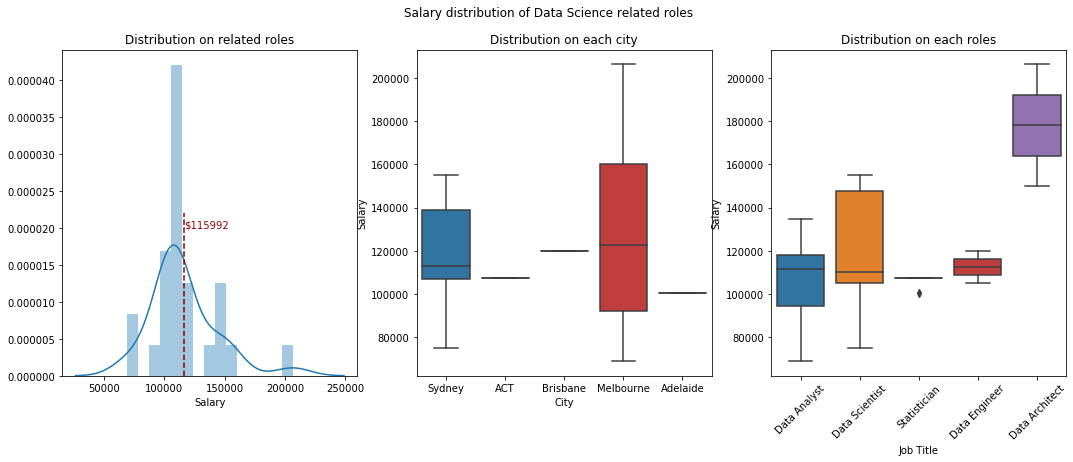 Salary distribution of Data Science related roles
Distribution on related roles
0.000040
0.000035
0.000030
0.000025
0.000020
0.000015
0.000010
0.000005
0.000000
$115992
50000 100000 150000 200000 250000
Salary
Distribution on each city
200000
180000
160000
140000
120000
100000
80000
Salary
Sydney ACT Brisbane Melbourne Adelaide
City
Distribution on each roles
200000
180000
160000
140000
120000
100000
80000
Salary
Data Analyst
Data Scientist
Statistician
Data Engineer
Data Architect
Job Title